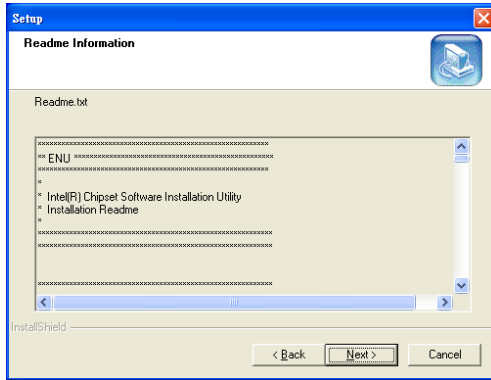 Setup
Readme Information
Readme.txt
************************************************************
** ENU ****************************************************
************************************************************
*
* Intel(R) Chipset Software Installation Utility
* Installation Readme
*
************************************************************
************************************************************
************************************************************
InstallShield
< Back
Next >
Cancel